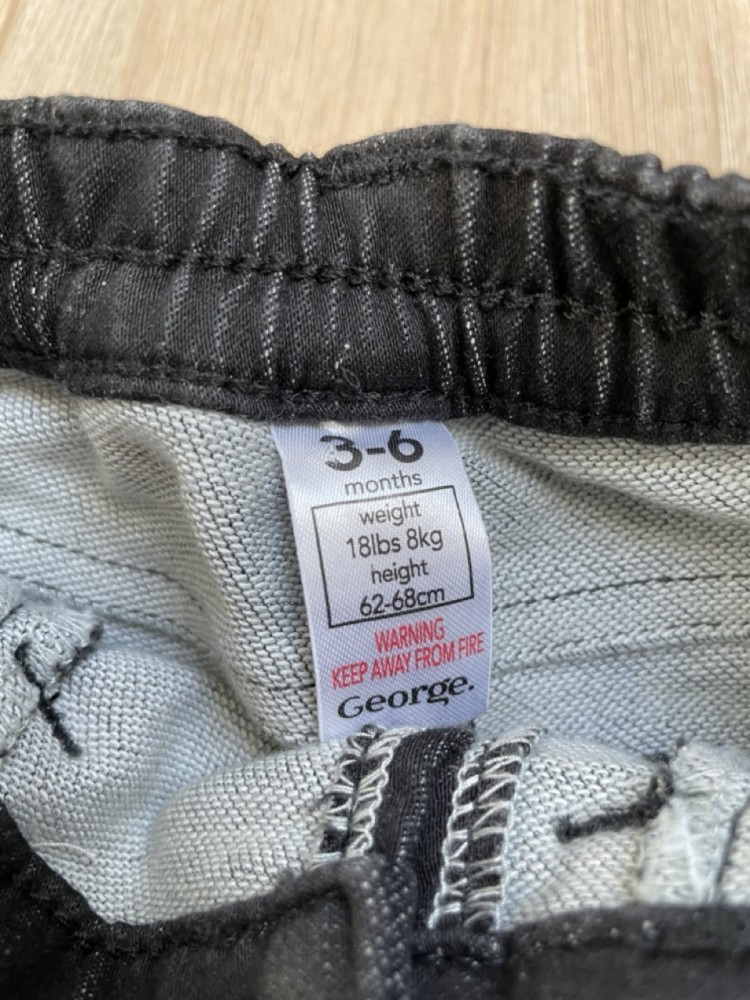 3-6
months
weight
18lbs 8kg
height
62-68cm
WARNING
KEEP AWAY FROM FIRE
George.